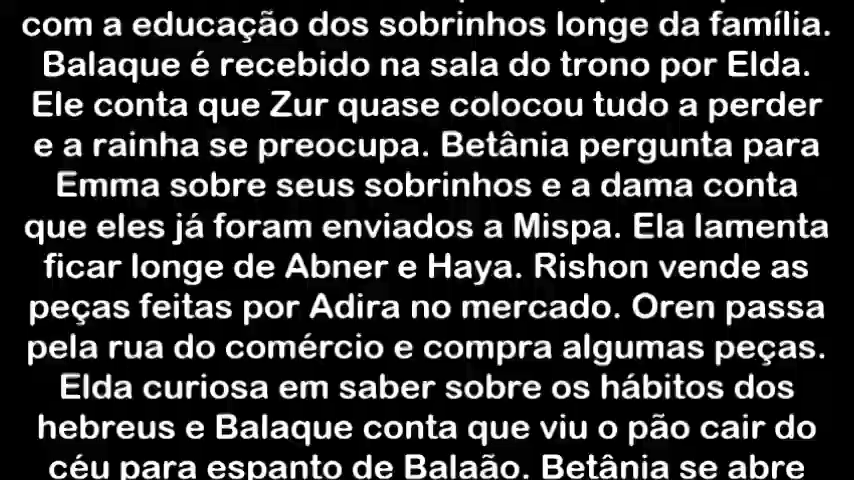 com a educação dos sobrinhos longe da família.
Balaque é recebido na sala do trono por Elda.
Ele conta que Zur quase colocou tudo a perder
e a rainha se preocupa. Betânia pergunta para
Emma sobre seus sobrinhos e a dama conta
que eles já foram enviados a Mispa. Ela lamenta
ficar longe de Abner e Haya. Rishon vende as
peças feitas por Adira no mercado. Oren passa
pela rua do comércio e compra algumas peças.
Elda curiosa em saber sobre os hábitos dos
hebreus e Balaque conta que viu o pão cair do
céu para espanto de Balaão. Betânia se abre